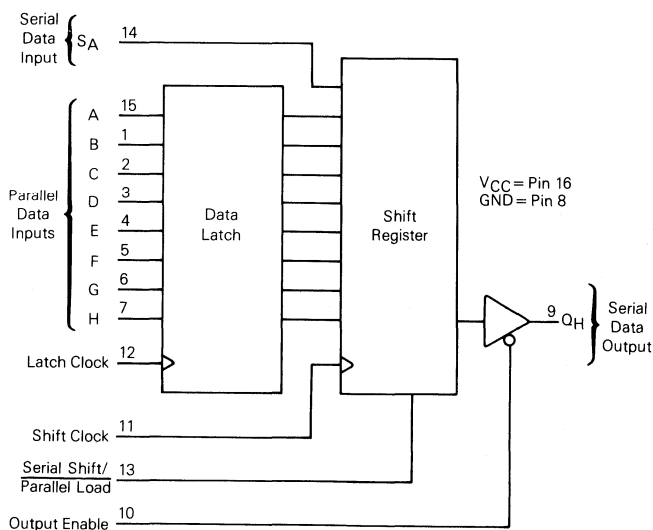 Serial
Data
Input
SA 14
A 15
B 1
C 2
D 3
E 4
F 5
G 6
H 7
Parallel
Data
Inputs
Data
Latch
Shift
Register
VCC = Pin 16
GND = Pin 8
9 QH
Serial
Data
Output
Latch Clock 12
Shift Clock 11
Serial Shift/
Parallel Load 13
Output Enable 10